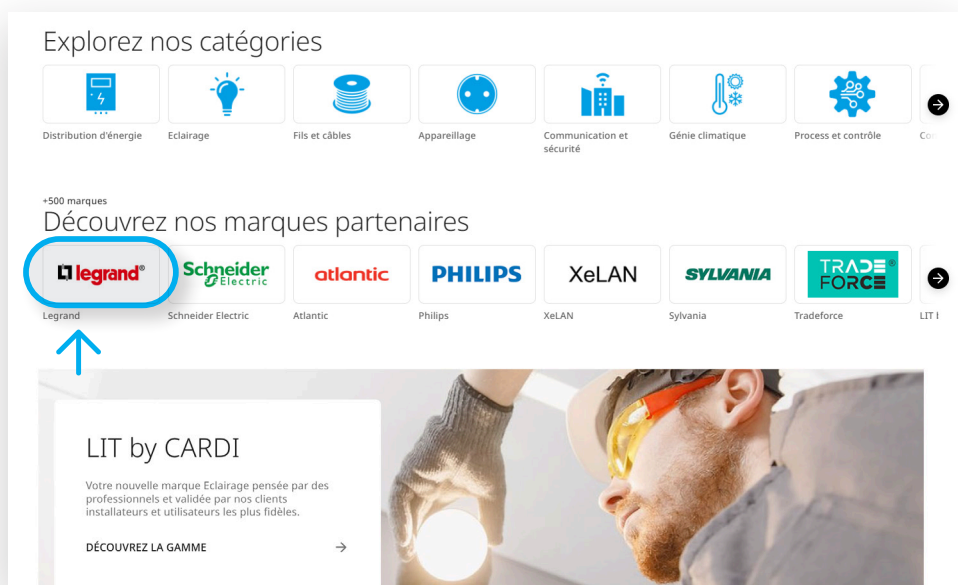 Explorez nos catégories
Distribution d'énergie
Eclairage
Fils et câbles
Appareillage
Communication et
sécurité
Génie climatique
Process et contrôle
+500 marques
Découvrez nos marques partenaires
legrand®
Schneider
Electric
atlantic
PHILIPS
XeLAN
SYLVANIA
TRADE®
FORCE
Legrand
Schneider Electric
Atlantic
Philips
XeLAN
Sylvania
Tradeforce
LIT
LIT by CARDI
Votre nouvelle marque Eclairage pensée par des
professionnels et validée par nos clients
installateurs et utilisateurs les plus fidèles.
DÉCOUVREZ LA GAMME